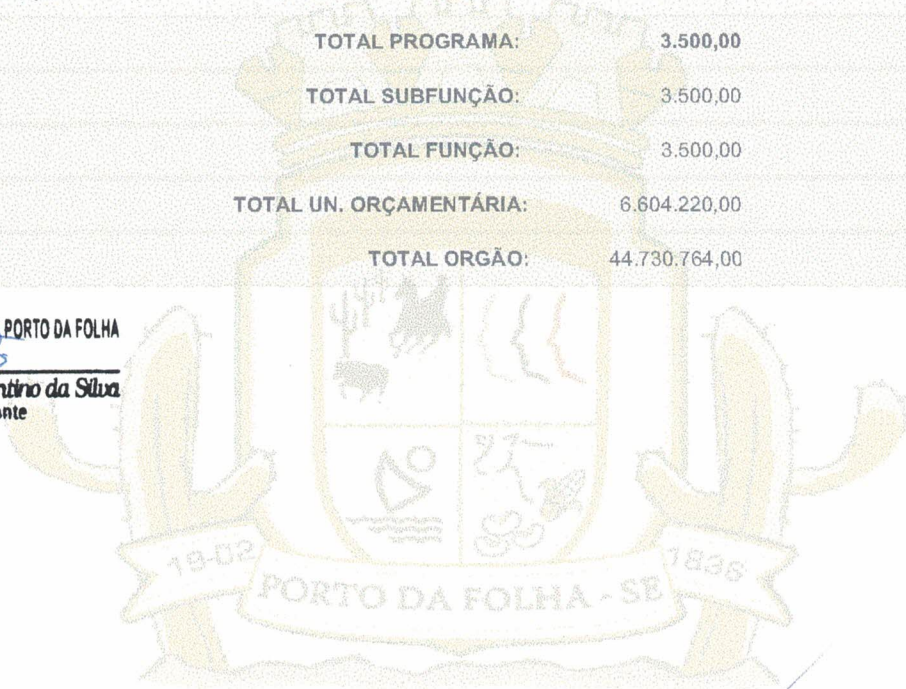 TOTAL PROGRAMA: 3.500,00
TOTAL SUBFUNÇÃO: 3.500,00
TOTAL FUNÇÃO: 3.500,00
TOTAL UN. ORÇAMENTÁRIA: 6.604.220,00
TOTAL ORGÃO: 44.730.764,00
PORTO DA FOLHA
ntino da Silva
ente
19-02 1836
PORTO DA FOLHA - SE